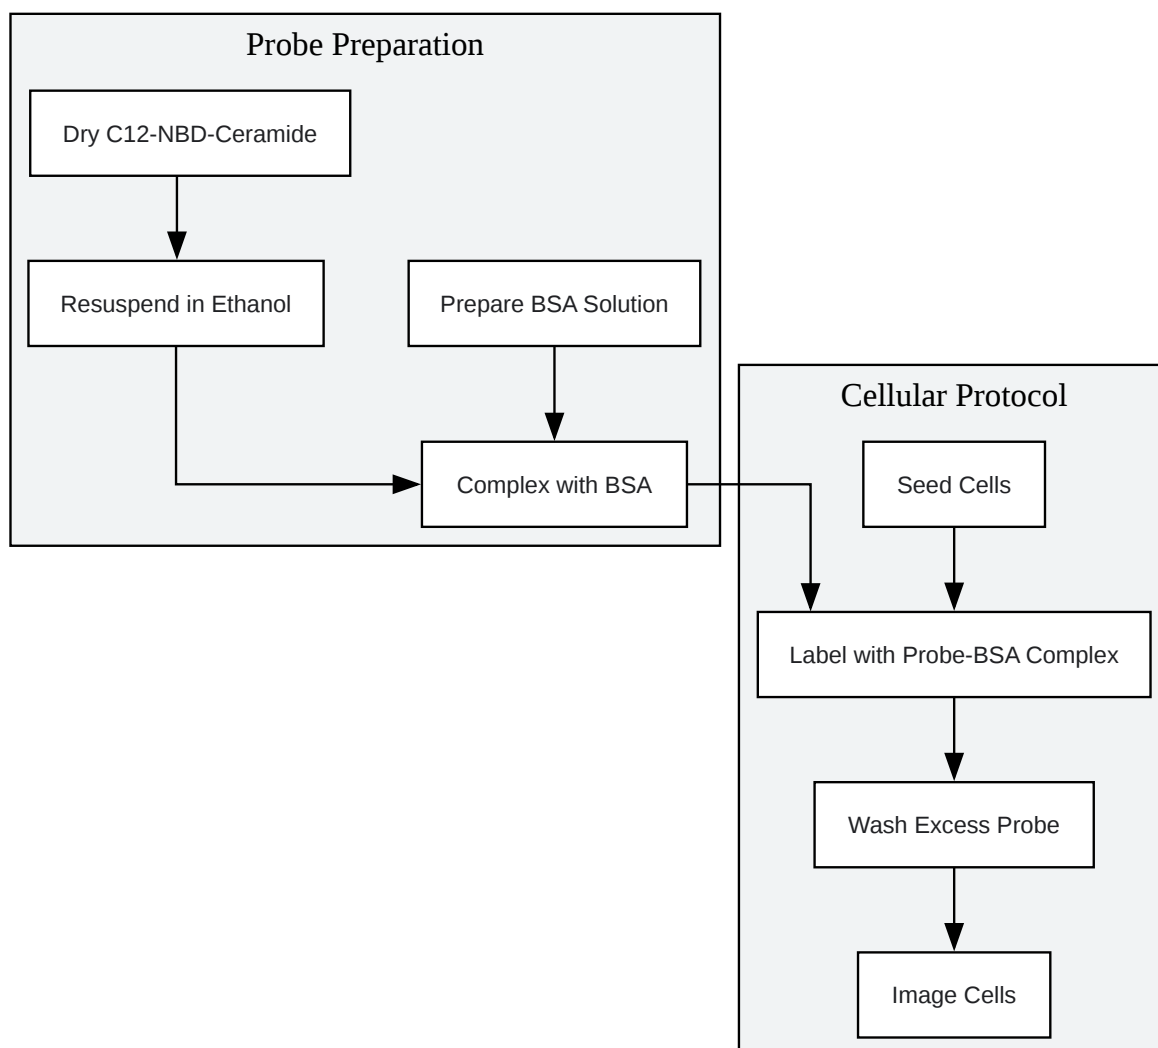 Probe Preparation
Dry C12-NBD-Ceramide
Resuspend in Ethanol
Prepare BSA Solution
Complex with BSA
Cellular Protocol
Seed Cells
Label with Probe-BSA Complex
Wash Excess Probe
Image Cells